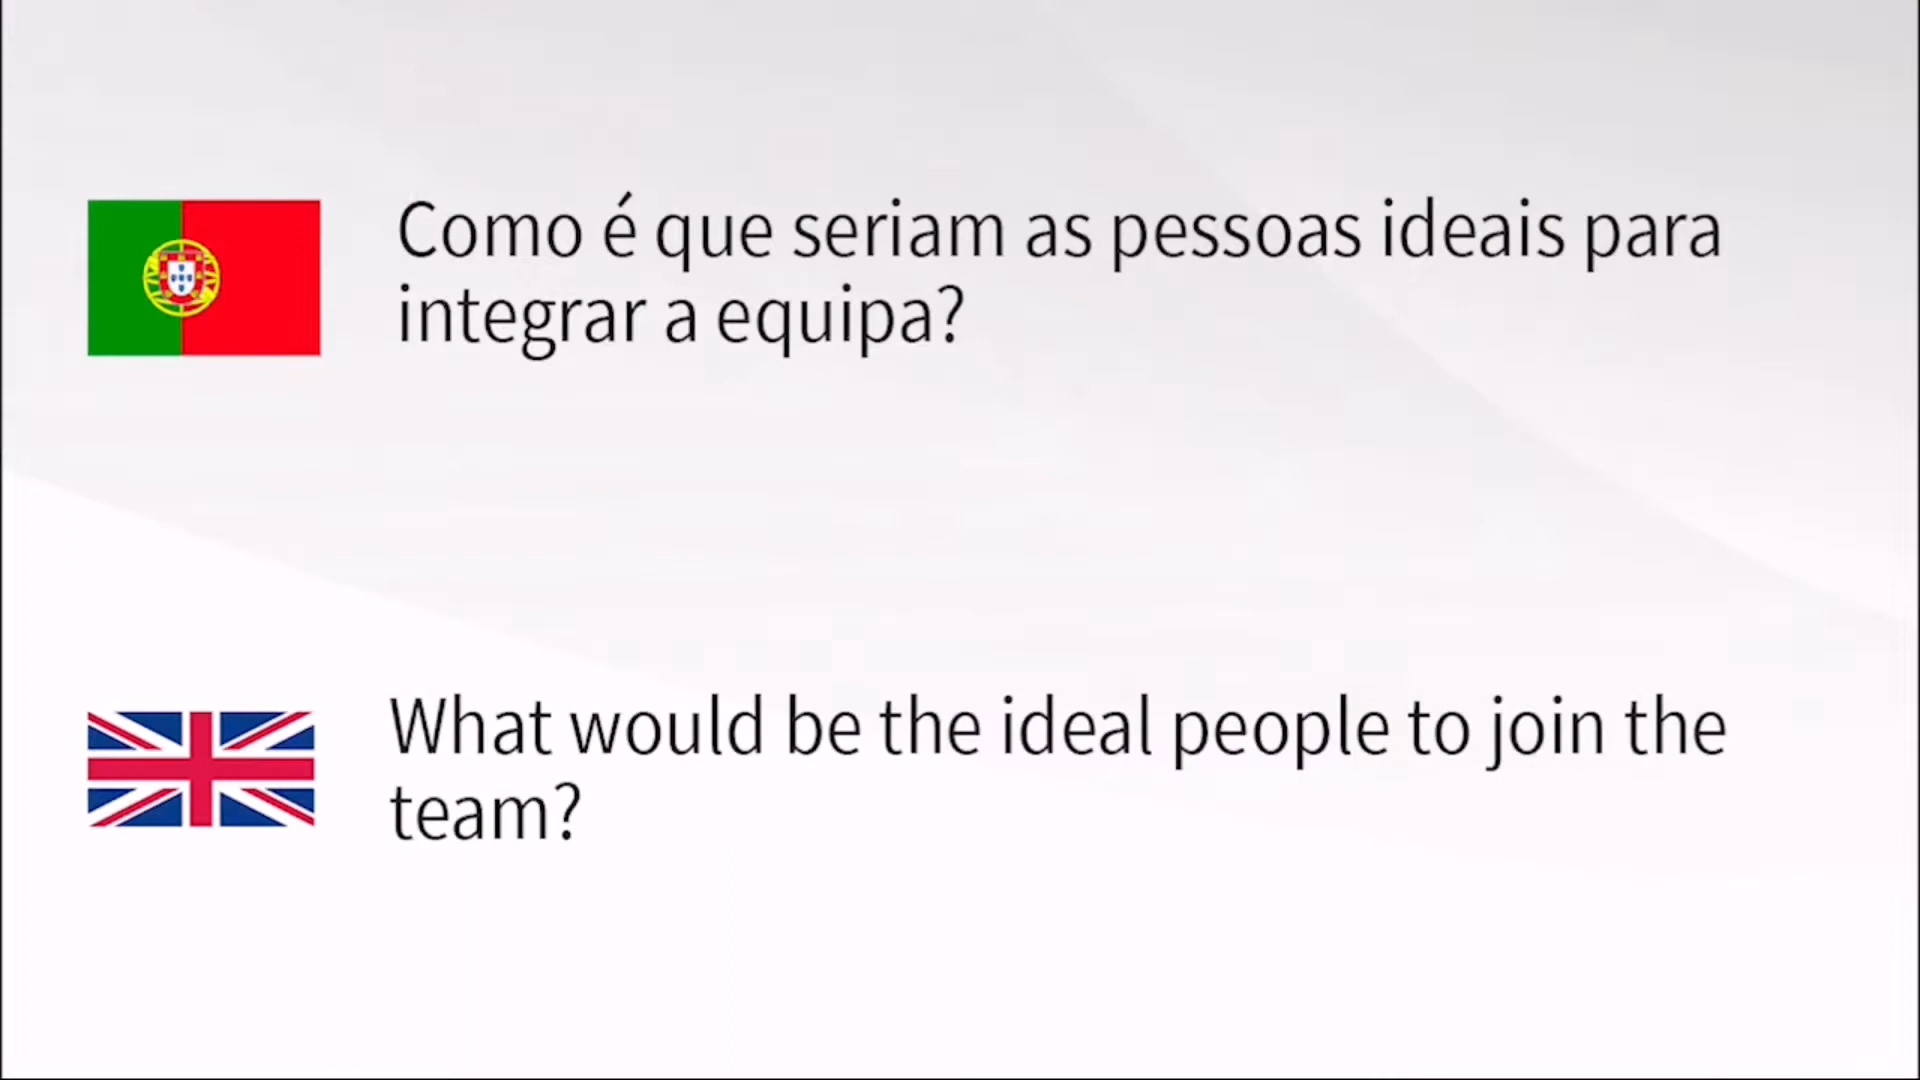 Como é que seriam as pessoas ideais para
integrar a equipa?
What would be the ideal people to join the
team?